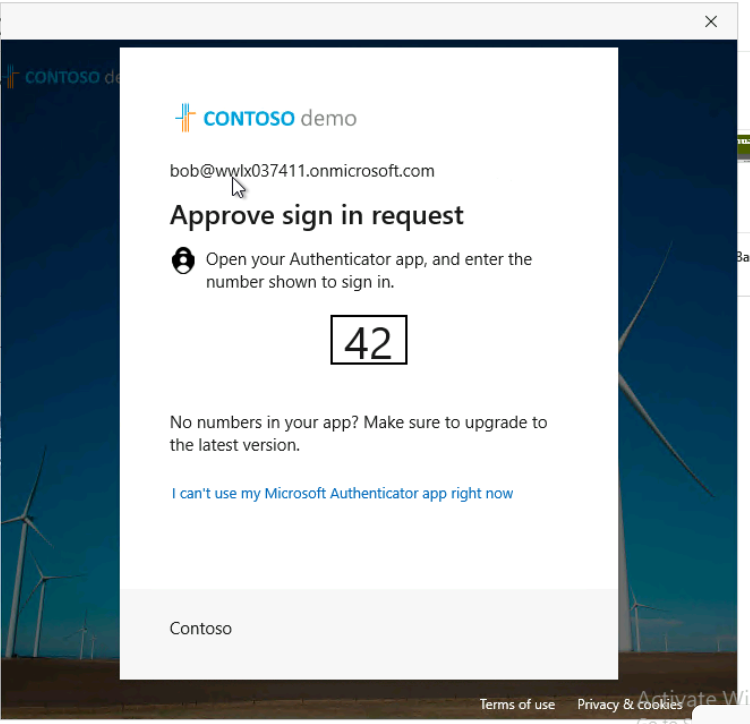 CONTOSO de
CONTOSO demo
bob@wwlx037411.onmicrosoft.com
Approve sign in request
Open your Authenticator app, and enter the
number shown to sign in.
42
No numbers in your app? Make sure to upgrade to
the latest version.
I can't use my Microsoft Authenticator app right now
Contoso
Terms of use Privacy & cookies
Activate Wi
Ba